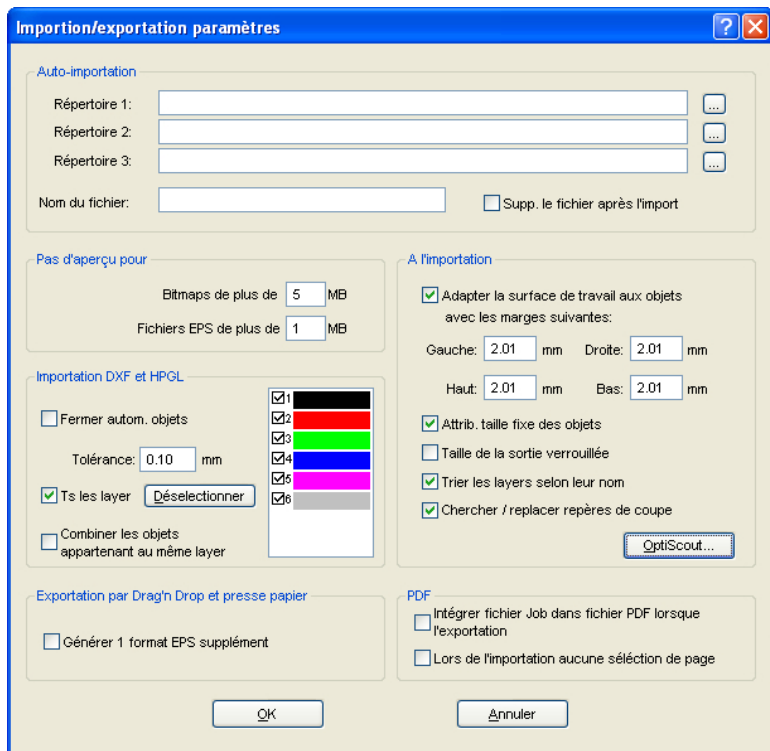 Importion/exportation paramètres
Auto-importation
Répertoire 1:
...
Répertoire 2:
...
Répertoire 3:
...
Nom du fichier:
Supp. le fichier après l'import
Pas d'aperçu pour
Bitmaps de plus de 5 MB
Fichiers EPS de plus de 1 MB
A l'importation
Adapter la surface de travail aux objets
avec les marges suivantes:
Gauche: 2.01 mm Droite: 2.01 mm
Haut: 2.01 mm Bas: 2.01 mm
Attrib. taille fixe des objets
Taille de la sortie verrouillée
Trier les layers selon leur nom
Chercher / replacer repères de coupe
OptiScout...
Importation DXF et HPGL
Fermer autom. objets
Tolérance: 0.10 mm
Ts les layer Déselectionner
Combiner les objets
appartenant au même layer
1
2
3
4
5
6
Exportation par Drag'n Drop et presse papier
Générer 1 format EPS supplément
PDF
Intégrer fichier Job dans fichier PDF lorsque
l'exportation
Lors de l'importation aucune séléction de page
OK
Annuler